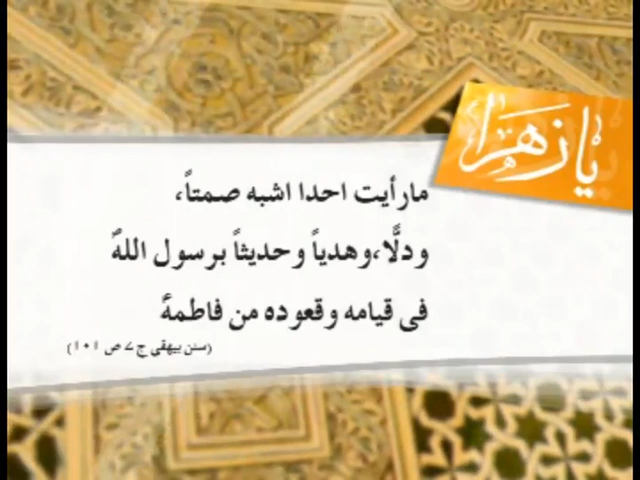 یا زهرا
مارأیت احدا اشبه صمتاً،
ودلًّا،وهدیاً وحدیثاً برسول اللهؐ
فی قیامه وقعوده من فاطمهؑ
(سنن بیهقی ج ۷ ص ۱۰۱)